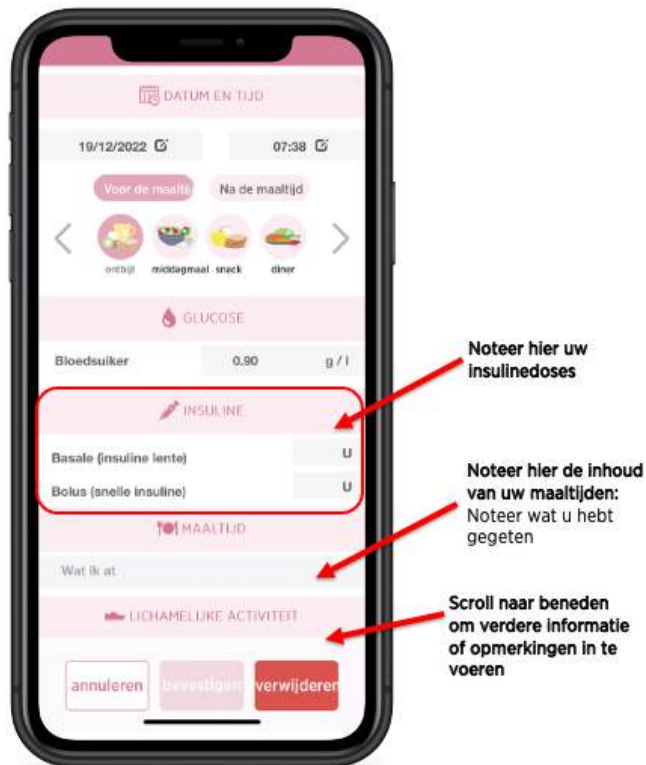 DATUM EN TIJD
19/12/2022 07:38
Voor de maaltij Na de maaltijd
ontbijt middagmaal snack diner
GLUCOSE
Bloedsuiker 0.90 g / l
INSULINE
Basale (insuline lente) U
Bolus (snelle insuline) U
MAALTIJD
Wat ik at
LICHAMELIJKE ACTIVITEIT
annuleren bevestigen verwijderen
Noteer hier uw
insulinedoses
Noteer hier de inhoud
van uw maaltijden:
Noteer wat u hebt
gegeten
Scroll naar beneden
om verdere informatie
of opmerkingen in te
voeren